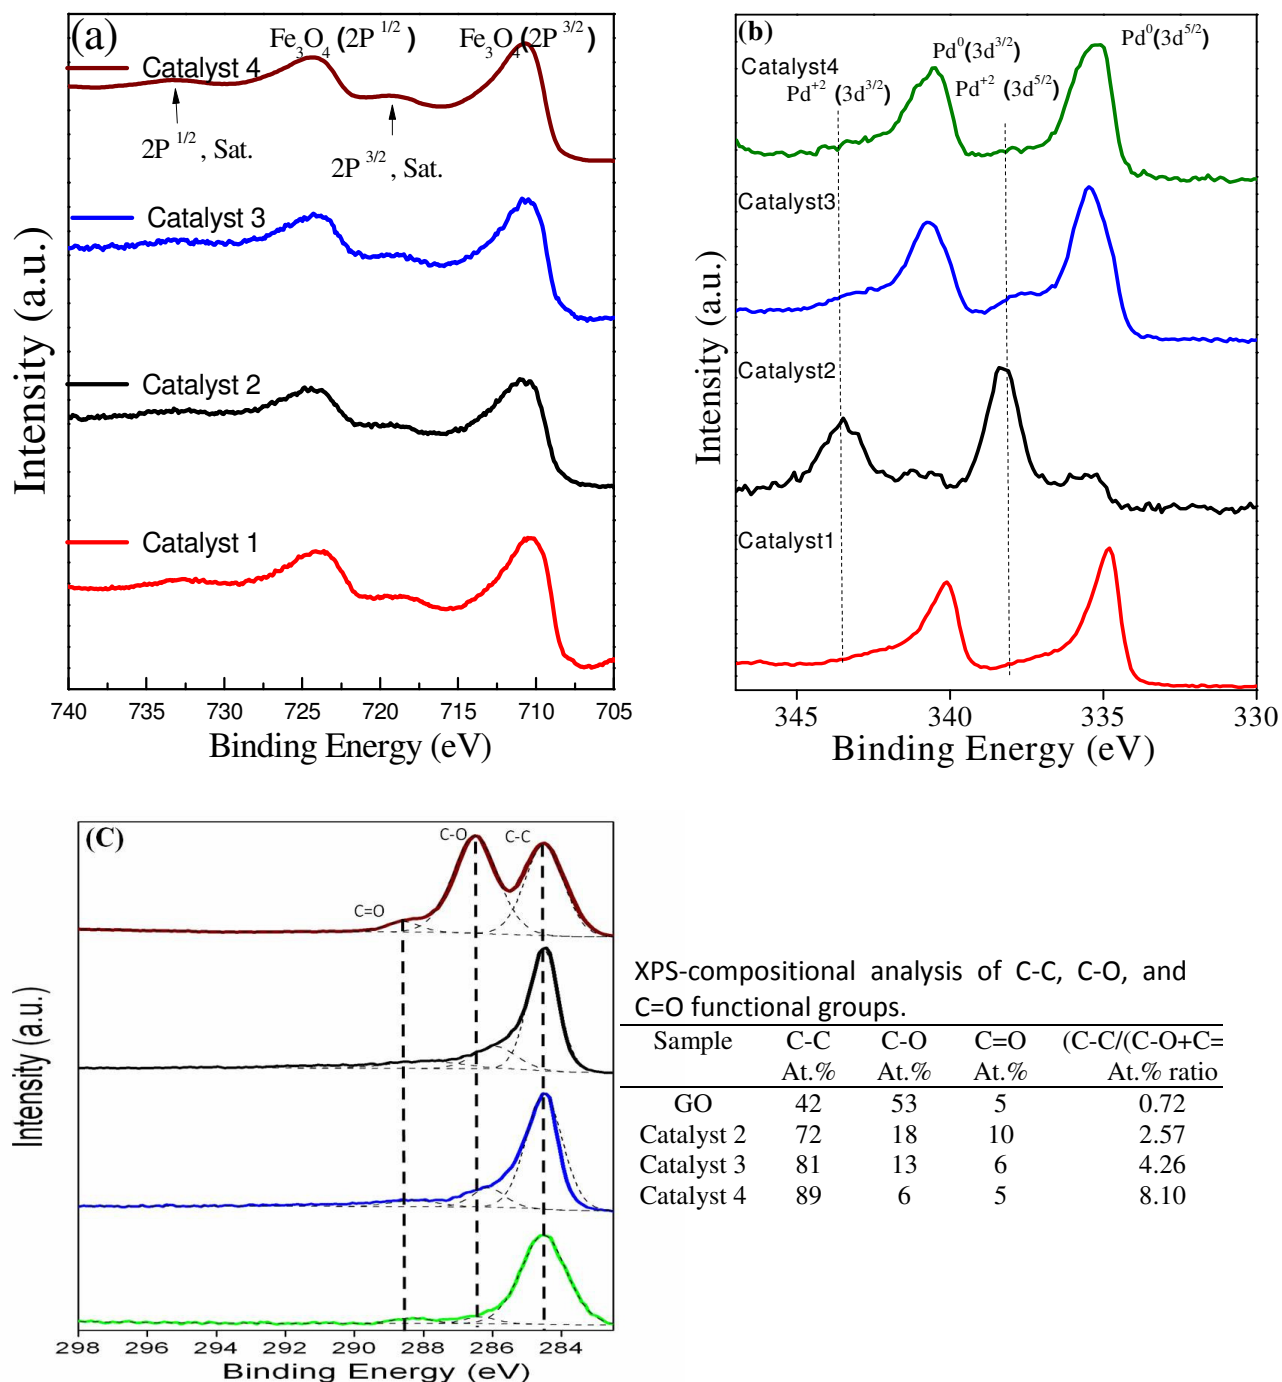 (a)
Fe3O4 (2P 1/2)
Fe3O4 (2P 3/2)
Catalyst 4
2P 1/2 , Sat.
2P 3/2 , Sat.
Catalyst 3
Catalyst 2
Catalyst 1
Intensity (a.u.)
740 735 730 725 720 715 710 705
Binding Energy (eV)
(b)
Pd0(3d3/2)
Pd0(3d5/2)
Catalyst4
Pd+2 (3d3/2)
Pd+2 (3d5/2)
Catalyst3
Catalyst2
Catalyst1
Intensity (a.u.)
345 340 335 330
Binding Energy (eV)
(C)
C-O
C-C
C=O
Intensity (a.u.)
298 296 294 292 290 288 286 284
Binding Energy (eV)
XPS-compositional analysis of C-C, C-O, and
C=O functional groups.
Sample C-C C-O C=O (C-C/(C-O+C=
At.% At.% At.% At.% ratio
GO 42 53 5 0.72
Catalyst 2 72 18 10 2.57
Catalyst 3 81 13 6 4.26
Catalyst 4 89 6 5 8.10